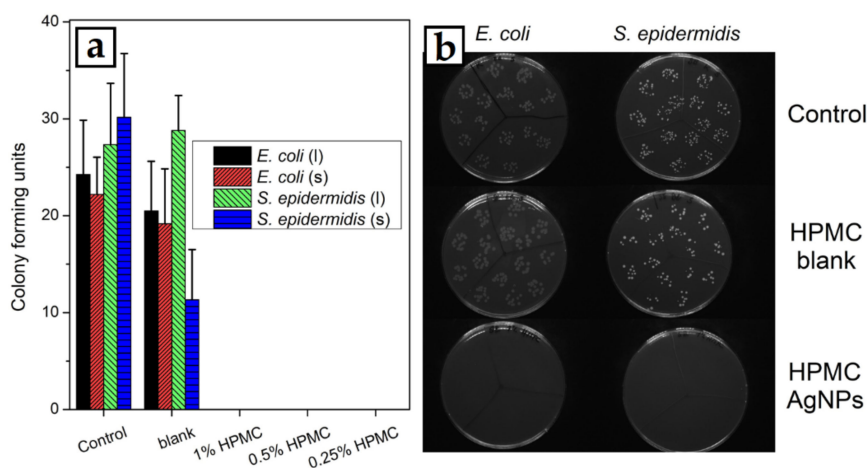 a
Colony forming units
40
30
20
10
0
E. coli (l)
E. coli (s)
S. epidermidis (l)
S. epidermidis (s)
Control
blank
1% HPMC
0.5% HPMC
0.25% HPMC
b
E. coli
S. epidermidis
Control
HPMC
blank
HPMC
AgNPs